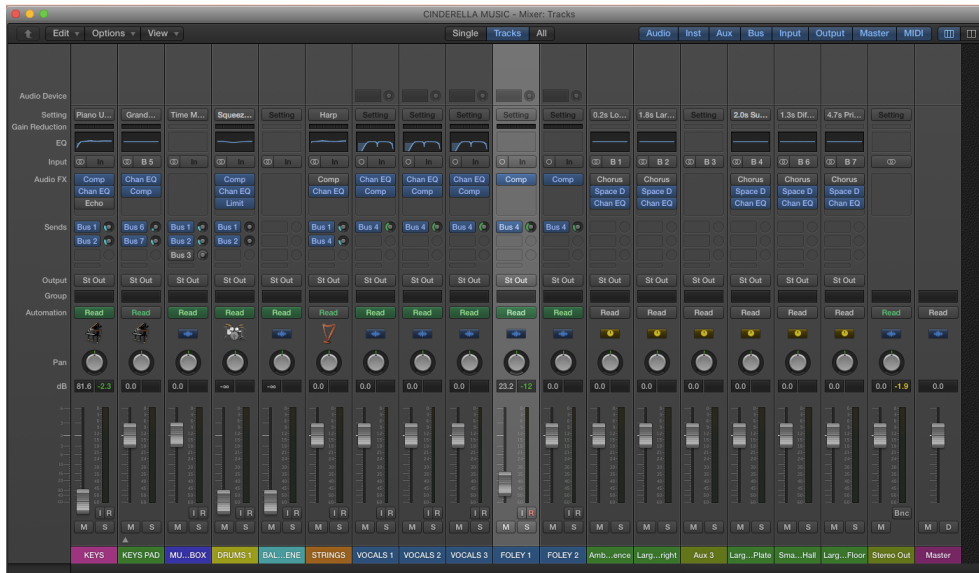 CINDERELLA MUSIC - Mixer: Tracks
Edit Options View Single Tracks All Audio Inst Aux Bus Input Output Master MIDI
Audio Device
Setting Piano U... Grand... Time M... Squeez... Setting Harp Setting Setting Setting Setting Setting 0.2s Lo... 1.8s Lar... Setting 2.0s Su... 1.3s Dif... 4.7s Pri... Setting
Gain Reduction
EQ
Input In B 5 In In In In In In In In In B 1 B 2 B 3 B 4 B 6 B 7
Audio FX Comp Chan EQ Comp Comp Chan EQ Chan EQ Chan EQ Comp Comp Chorus Chorus Chorus Chorus Chorus
Chan EQ Comp Chan EQ Chan EQ Comp Comp Comp Space D Space D Space D Space D Space D
Echo Limit Chan EQ Chan EQ Chan EQ Chan EQ Chan EQ
Sends Bus 1 Bus 6 Bus 1 Bus 1 Bus 1 Bus 4 Bus 4 Bus 4 Bus 4 Bus 4
Bus 2 Bus 7 Bus 2 Bus 2 Bus 4
Bus 3
Output St Out St Out St Out St Out St Out St Out St Out St Out St Out St Out St Out St Out St Out St Out St Out St Out St Out
Group
Automation Read Read Read Read Read Read Read Read Read Read Read Read Read Read Read Read Read Read Read
Pan
dB 81.6 -2.3 0.0 0.0 -∞ -∞ 0.0 0.0 0.0 0.0 23.2 -12 0.0 0.0 0.0 0.0 0.0 0.0 0.0 0.0 -1.9 0.0
I R I R I R I R I R I R I R I R I R I R Bnc
M S M S M S M S M S M S M S M S M S M S M S M S M S M S M S M S M S M M D
KEYS KEYS PAD MU...BOX DRUMS 1 BAL...ENE STRINGS VOCALS 1 VOCALS 2 VOCALS 3 FOLEY 1 FOLEY 2 Amb...ence Larg...right Aux 3 Larg...Plate Sma...Hall Larg...Floor Stereo Out Master